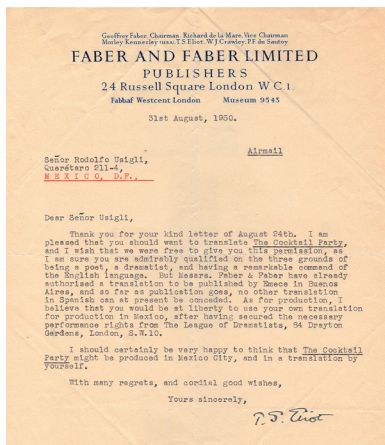 Geoffrey Faber, Chairman. Richard de la Mare, Vice Chairman
Morley Kennerley (U.S.A.), T. S. Eliot. W. J. Crawley, P. F. du Sautoy
FABER AND FABER LIMITED
PUBLISHERS
24 Russell Square London W C 1
Fabbaf Westcent London Museum 9543
31st August, 1950.
Airmail
Señor Rodolfo Usigli,
Querétaro 211-4,
MEXICO, D.F.,
Dear Señor Usigli,
Thank you for your kind letter of August 24th. I am
pleased that you should want to translate The Cocktail Party,
and I wish that we were free to give you this permission, as
I am sure you are admirably qualified on the three grounds of
being a poet, a dramatist, and having a remarkable command of
the English language. But Messrs. Faber & Faber have already
authorized a translation to be published by Emece in Buenos
Aires, and so far as publication goes, no other translation
in Spanish can at present be conceded. As for production, I
believe that you would be at liberty to use your own translation
for production in Mexico, after having secured the necessary
performance rights from The League of Dramatists, 84 Drayton
Gardens, London, S.W.10.
I should certainly be very happy to think that The Cocktail
Party might be produced in Mexico City, and in a translation by
yourself.
With many regrets, and cordial good wishes,
Yours sincerely,
T. S. Eliot